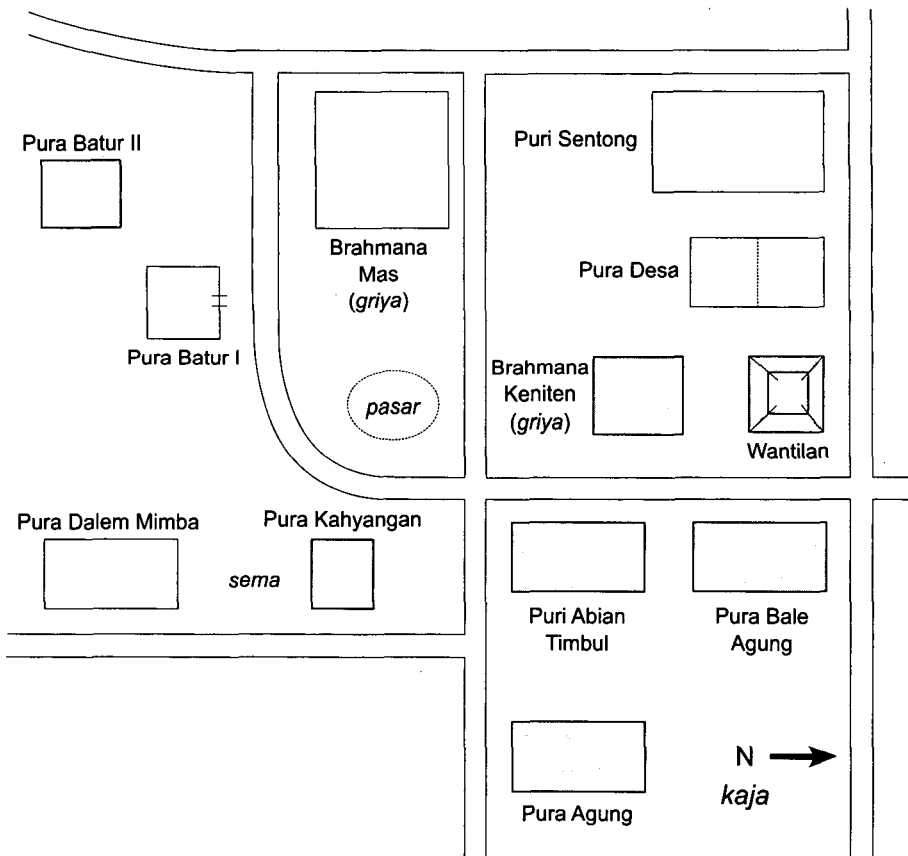 Pura Batur II
Puri Sentong
Brahmana
Mas
(griya)
Pura Desa
Pura Batur I
Brahmana
Keniten
(griya)
pasar
Wantilan
Pura Dalem Mimba
Pura Kahyangan
sema
Puri Abian
Timbul
Pura Bale
Agung
N
kaja
Pura Agung